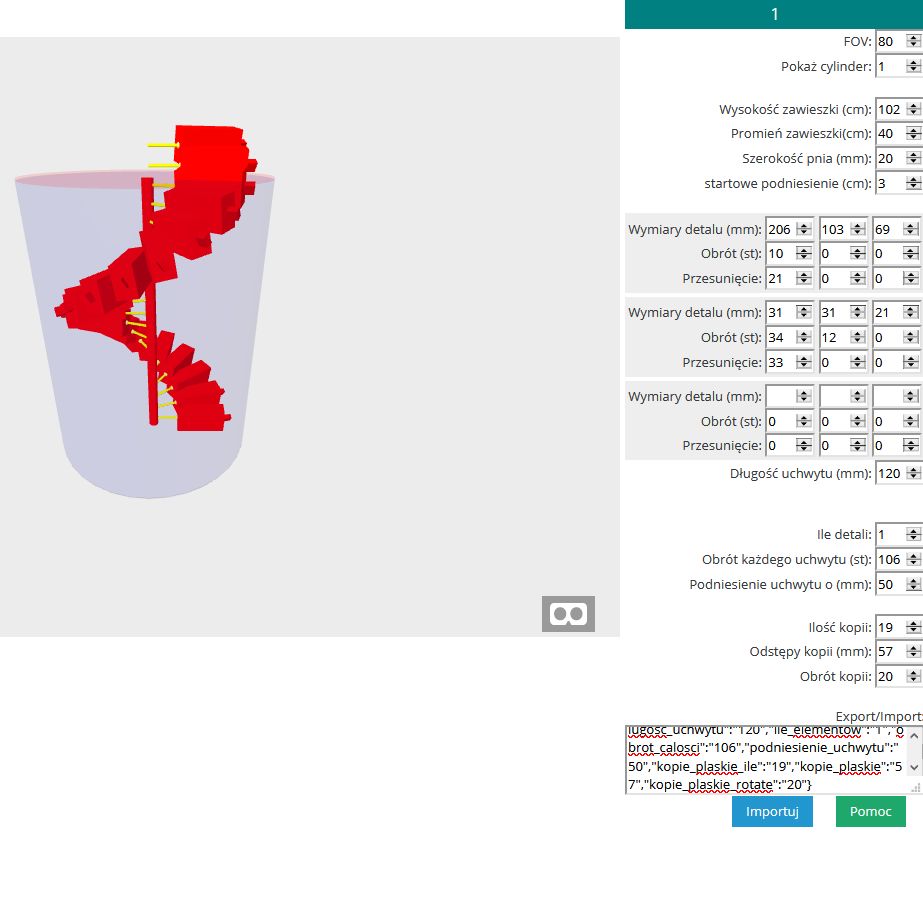 1
FOV: 80
Pokaż cylinder: 1
Wysokość zawieszki (cm): 102
Promień zawieszki(cm): 40
Szerokość pnia (mm): 20
startowe podniesienie (cm): 3
Wymiary detalu (mm): 206 103 69
Obrót (st): 10 0 0
Przesunięcie: 21 0 0
Wymiary detalu (mm): 31 31 21
Obrót (st): 34 12 0
Przesunięcie: 33 0 0
Wymiary detalu (mm):
Obrót (st): 0 0 0
Przesunięcie: 0 0 0
Długość uchwytu (mm): 120
Ile detali: 1
Obrót każdego uchwytu (st): 106
Podniesienie uchwytu o (mm): 50
Ilość kopii: 19
Odstępy kopii (mm): 57
Obrót kopii: 20
Export/Import:
lugosc_uchwytu":"120","ile_elementow":"1","o
brot_calosci":"106","podniesienie_uchwytu":"
50","kopie_plaskie_ile":"19","kopie_plaskie":"5
7","kopie_plaskie_rotate":"20"}
Importuj Pomoc